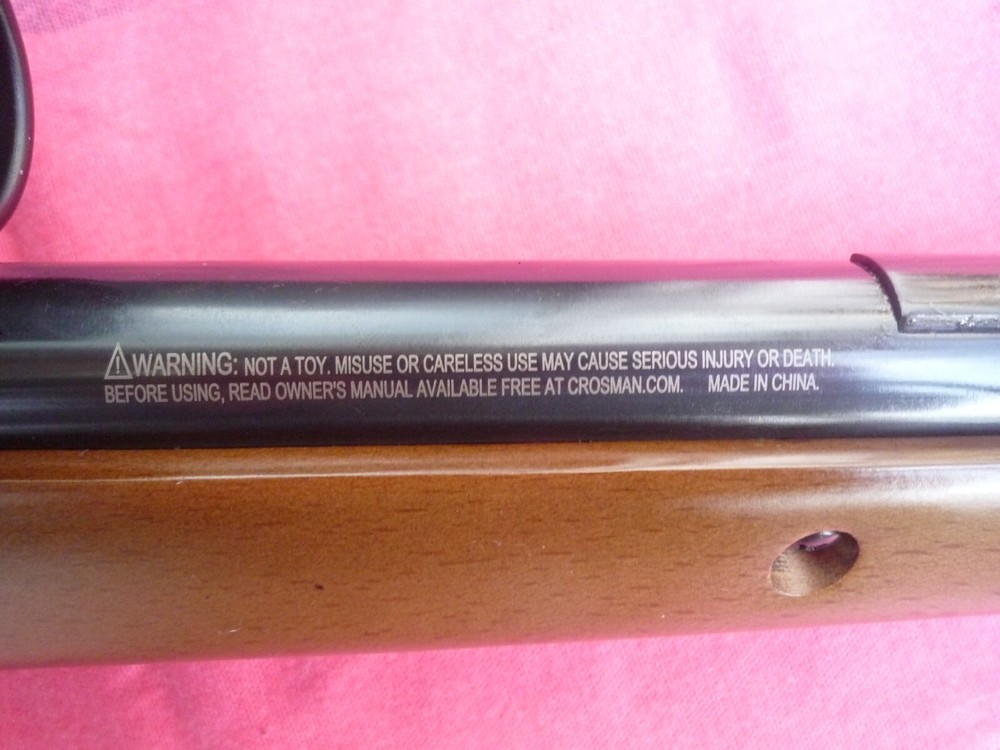 ⚠WARNING: NOT A TOY. MISUSE OR CARELESS USE MAY CAUSE SERIOUS INJURY OR DEATH.
BEFORE USING, READ OWNER'S MANUAL AVAILABLE FREE AT CROSMAN.COM. MADE IN CHINA.